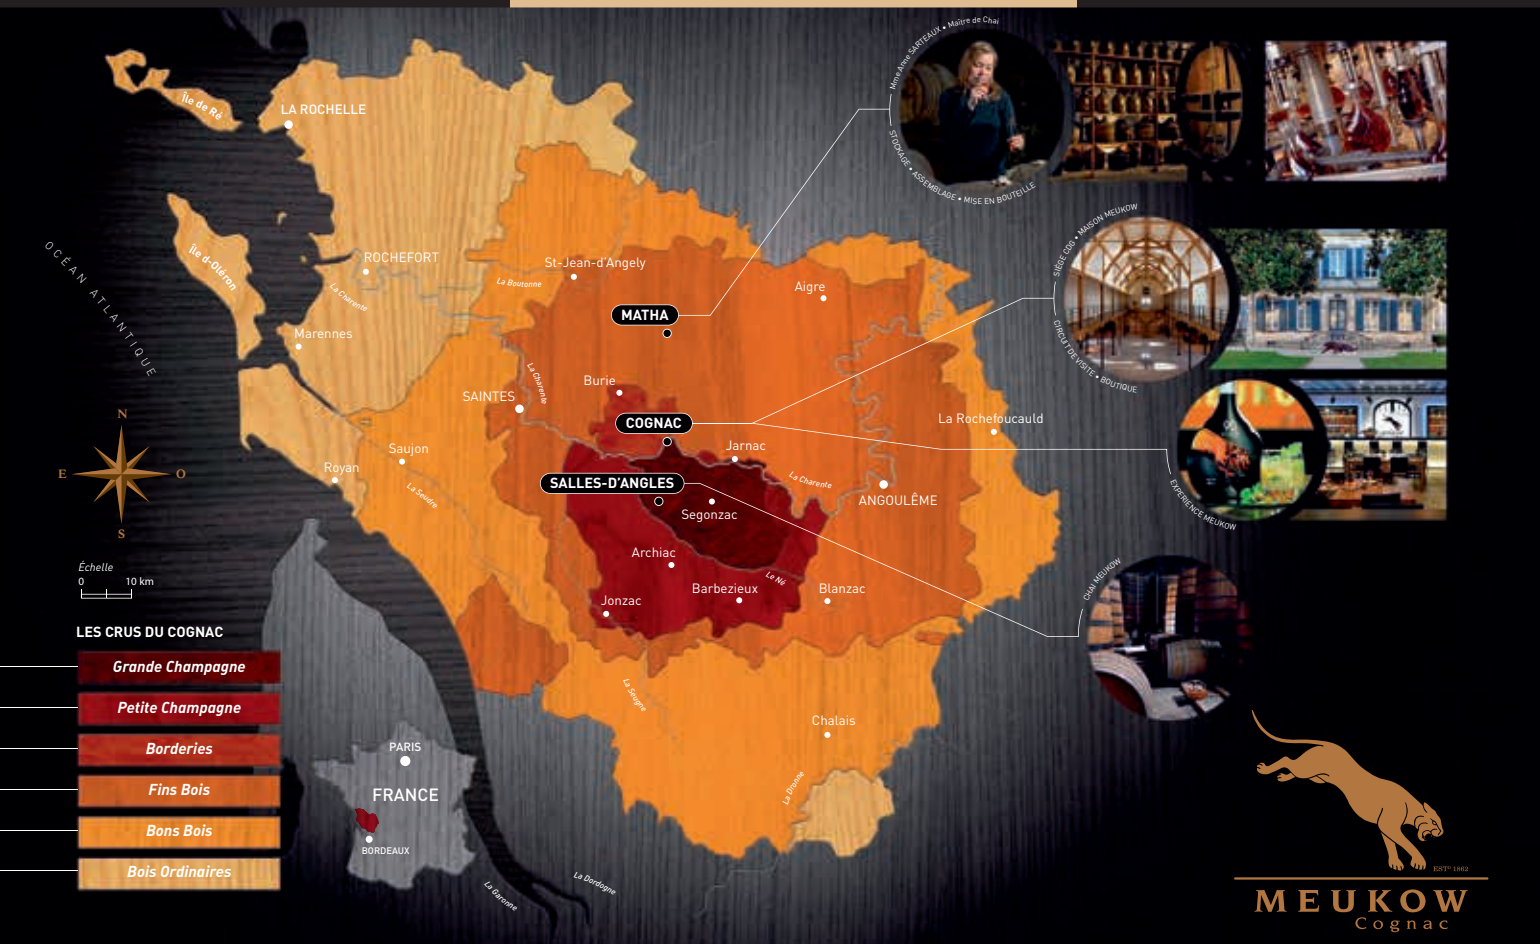 Mme Anne SARTEAUX • Maître de Chai
STOCKAGE • ASSEMBLAGE • MISE EN BOUTEILLE
SIÈGE CDG • MAISON MEUKOW
CIRCUIT DE VISITE • BOUTIQUE
EXPERIENCE MEUKOW
CHAI MEUKOW
Île de Ré
LA ROCHELLE
Île d-Oléron
OCÉAN ATLANTIQUE
ROCHEFORT
La Charente
La Boutonne
St-Jean-d'Angely
Aigre
MATHA
Marennes
Burie
La Charente
SAINTES
COGNAC
La Rochefoucauld
Jarnac
Saujon
Royan
La Seudre
La Charente
SALLES-D'ANGLES
ANGOULÊME
Segonzac
Archiac
Le Né
Barbezieux
Blanzac
Jonzac
La Seugne
Chalais
La Dronne
La Garonne
La Dordogne
N
E
O
S
Échelle
0 10 km
LES CRUS DU COGNAC
Grande Champagne
Petite Champagne
Borderies
Fins Bois
Bons Bois
Bois Ordinaires
PARIS
FRANCE
BORDEAUX
ESTD 1862
MEUKOW
Cognac